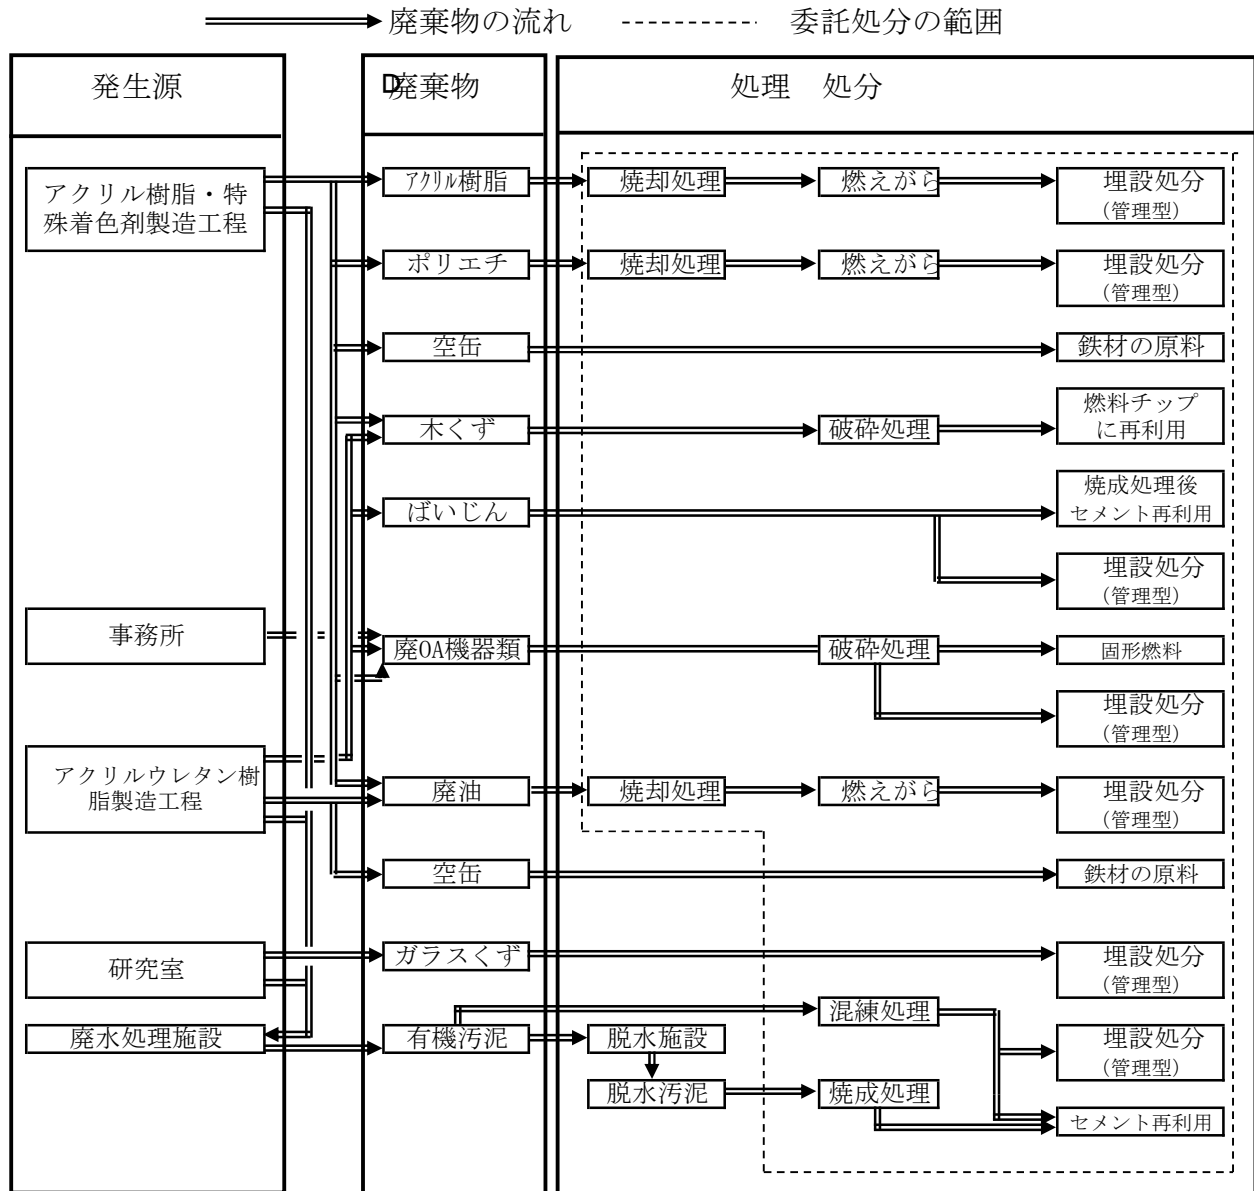 廃棄物の流れ 委託処分の範囲
発生源
D廃棄物
処理 処分
アクリル樹脂・特
殊着色剤製造工程
アクリル樹脂
焼却処理
燃えがら
埋設処分
(管理型)
ポリエチ
焼却処理
燃えがら
埋設処分
(管理型)
空缶
鉄材の原料
木くず
破砕処理
燃料チップ
に再利用
ばいじん
焼成処理後
セメント再利用
埋設処分
(管理型)
事務所
廃OA機器類
破砕処理
固形燃料
埋設処分
(管理型)
アクリルウレタン樹
脂製造工程
廃油
焼却処理
燃えがら
埋設処分
(管理型)
空缶
鉄材の原料
研究室
ガラスくず
埋設処分
(管理型)
廃水処理施設
有機汚泥
脱水施設
混練処理
埋設処分
(管理型)
脱水汚泥
焼成処理
セメント再利用